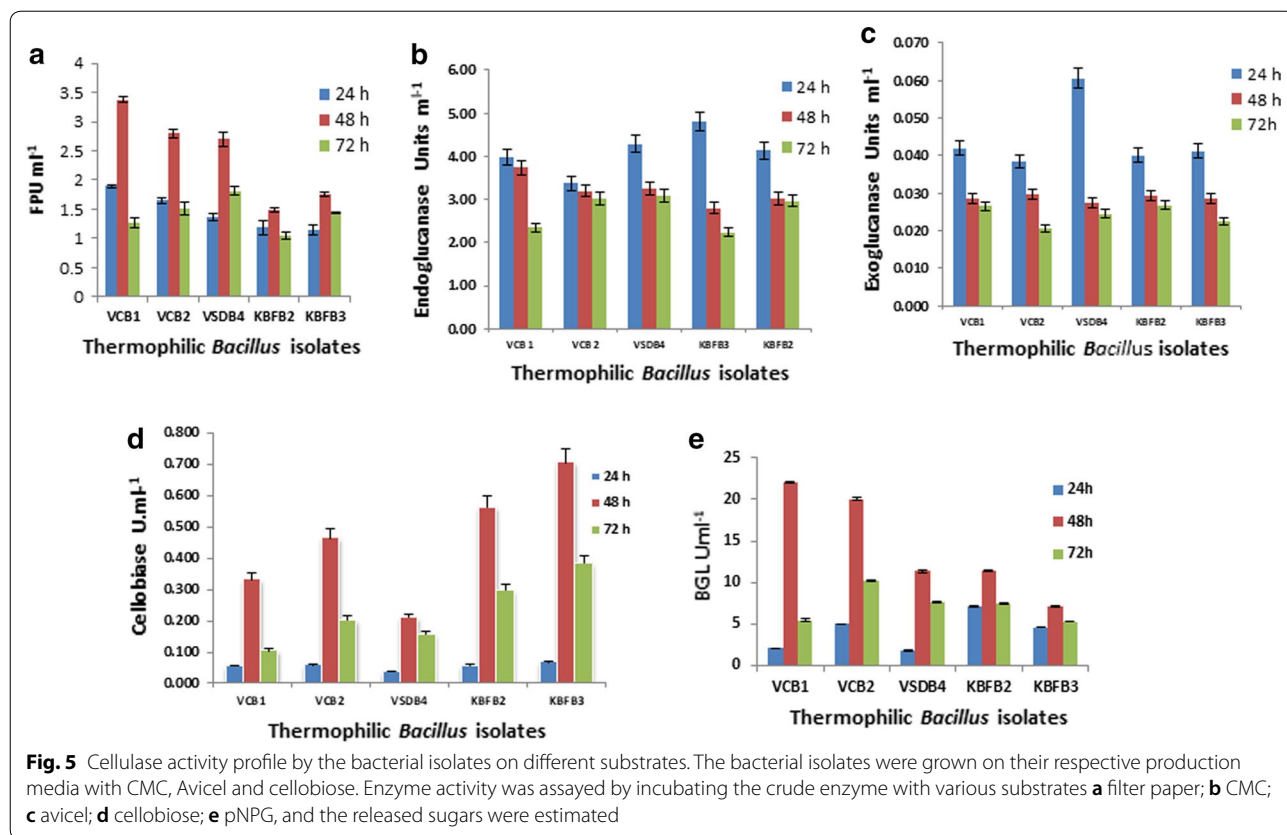 a
4
3.5
3
2.5
2
1.5
1
0.5
0
FPU ml-1
24 h
48 h
72 h
VCB1 VCB2 VSDB4 KBFB2 KBFB3
Thermophilic Bacillus isolates
b
6.00
5.00
4.00
3.00
2.00
1.00
0.00
Endoglucanase Units ml-1
24 h
48 h
72 h
VCB1 VCB2 VSDB4 KBFB3 KBFB2
Thermophilic Bacillus isolates
c
0.070
0.060
0.050
0.040
0.030
0.020
0.010
0.000
Exoglucanase Units ml-1
24 h
48 h
72h
VCB1 VCB2 VSDB4 KBFB2 KBFB3
Thermophilic Bacillus isolates
d
0.800
0.700
0.600
0.500
0.400
0.300
0.200
0.100
0.000
Cellobiase U.ml-1
24 h
48 h
72 h
VCB1 VCB2 VSDB4 KBFB2 KBFB3
Thermophilic Bacillus isolates
e
25
20
15
10
5
0
BGL Uml-1
24h
48h
72h
VCB1 VCB2 VSDB4 KBFB2 KBFB3
Thermophilic Bacillus isolates
Fig. 5 Cellulase activity profile by the bacterial isolates on different substrates. The bacterial isolates were grown on their respective production
media with CMC, Avicel and cellobiose. Enzyme activity was assayed by incubating the crude enzyme with various substrates a filter paper; b CMC;
c avicel; d cellobiose; e pNPG, and the released sugars were estimated